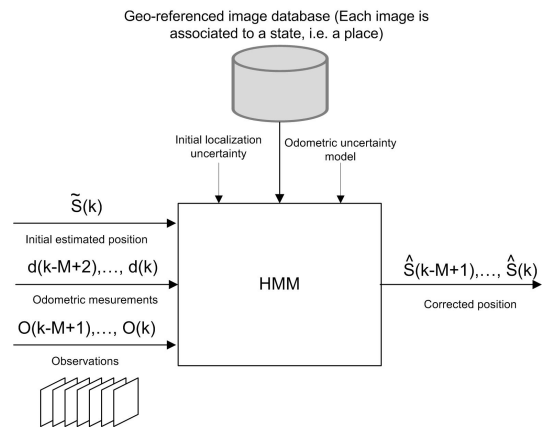 Geo-referenced image database (Each image is
associated to a state, i.e. a place)
Initial localization
uncertainty
Odometric uncertainty
model
S̃(k)
Initial estimated position
d(k-M+2),..., d(k)
Odometric mesurements
O(k-M+1),..., O(k)
Observations
HMM
Ŝ(k-M+1),..., Ŝ(k)
Corrected position